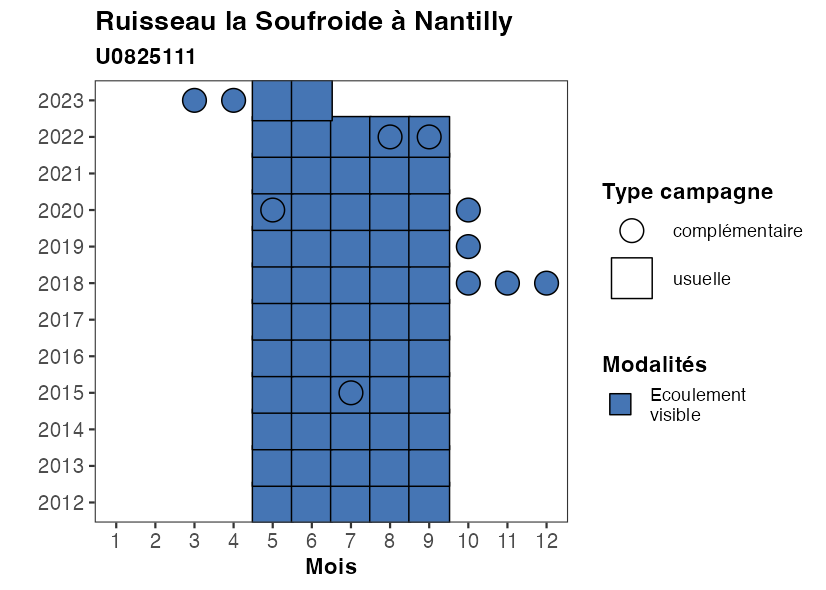 Ruisseau la Soufroide à Nantilly
U0825111
2023
2022
2021
2020
2019
2018
2017
2016
2015
2014
2013
2012
1 2 3 4 5 6 7 8 9 10 11 12
Mois
Type campagne
complémentaire
usuelle
Modalités
Ecoulement
visible